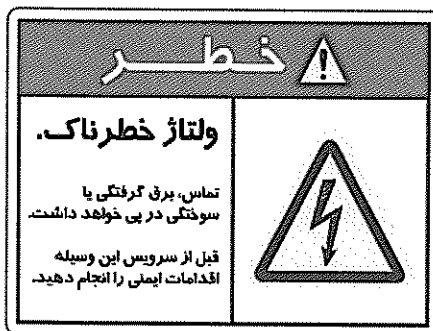 خطر
ولتاژ خطرناک.
تماس، برق گرفتگی یا
سوختگی در پی خواهد داشت.
قبل از سرویس این وسیله
اقدامات ایمنی را انجام دهید.